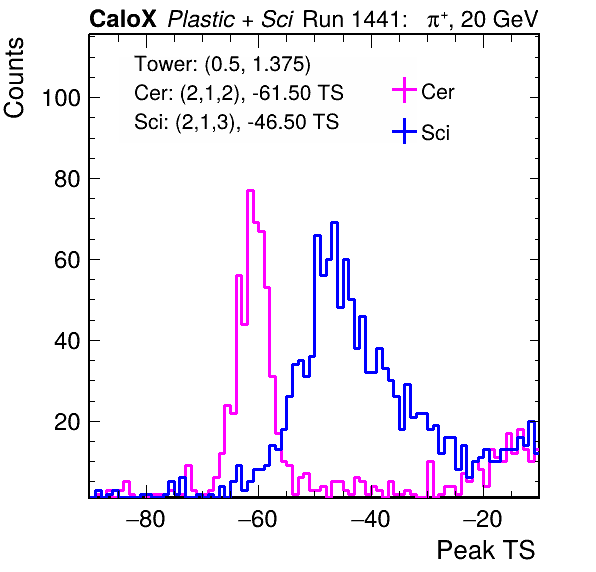 CaloX Plastic + Sci Run 1441: π⁺, 20 GeV
Tower: (0.5, 1.375)
Cer: (2,1,2), -61.50 TS
Sci: (2,1,3), -46.50 TS
Cer
Sci
Counts
100
80
60
40
20
−80 −60 −40 −20
Peak TS